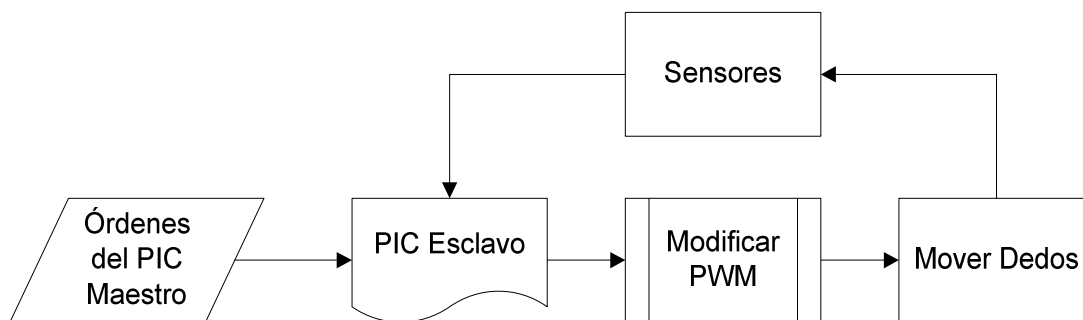 Sensores
Órdenes
del PIC
Maestro
PIC Esclavo
Modificar
PWM
Mover Dedos